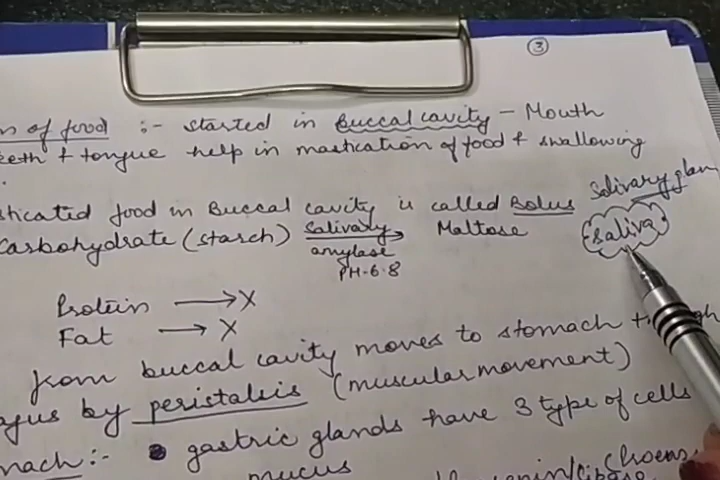 3
of food :- started in Buccal cavity - Mouth
teeth + tongue help in mastication of food + swallowing
Salivary glan
sticated food in Buccal cavity is called Bolus
saliva
Carbohydrate (starch) Salivary amylase PH-6.8 → Maltose
Protein → X
Fat → X
from buccal cavity moves to stomach through
agus by peristalsis (muscular movement)
mach :- gastric glands have 3 type of cells
mucus